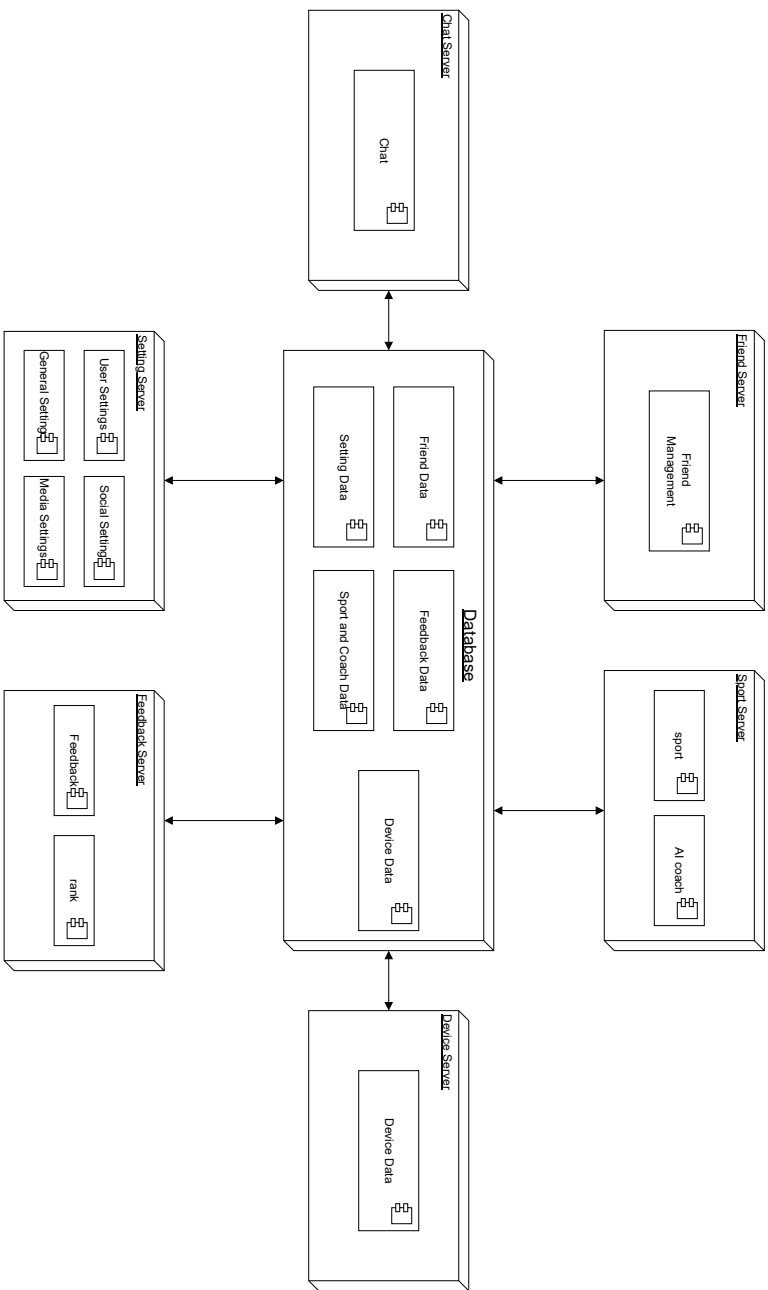 Chat Server
Chat
Friend Server
Friend
Management
Sport Server
sport
AI coach
Database
Friend Data
Feedback Data
Setting Data
Sport and Coach Data
Device Data
Device Server
Device Data
Setting Server
User Settings
Social Setting
General Setting
Media Settings
Feedback Server
Feedback
rank